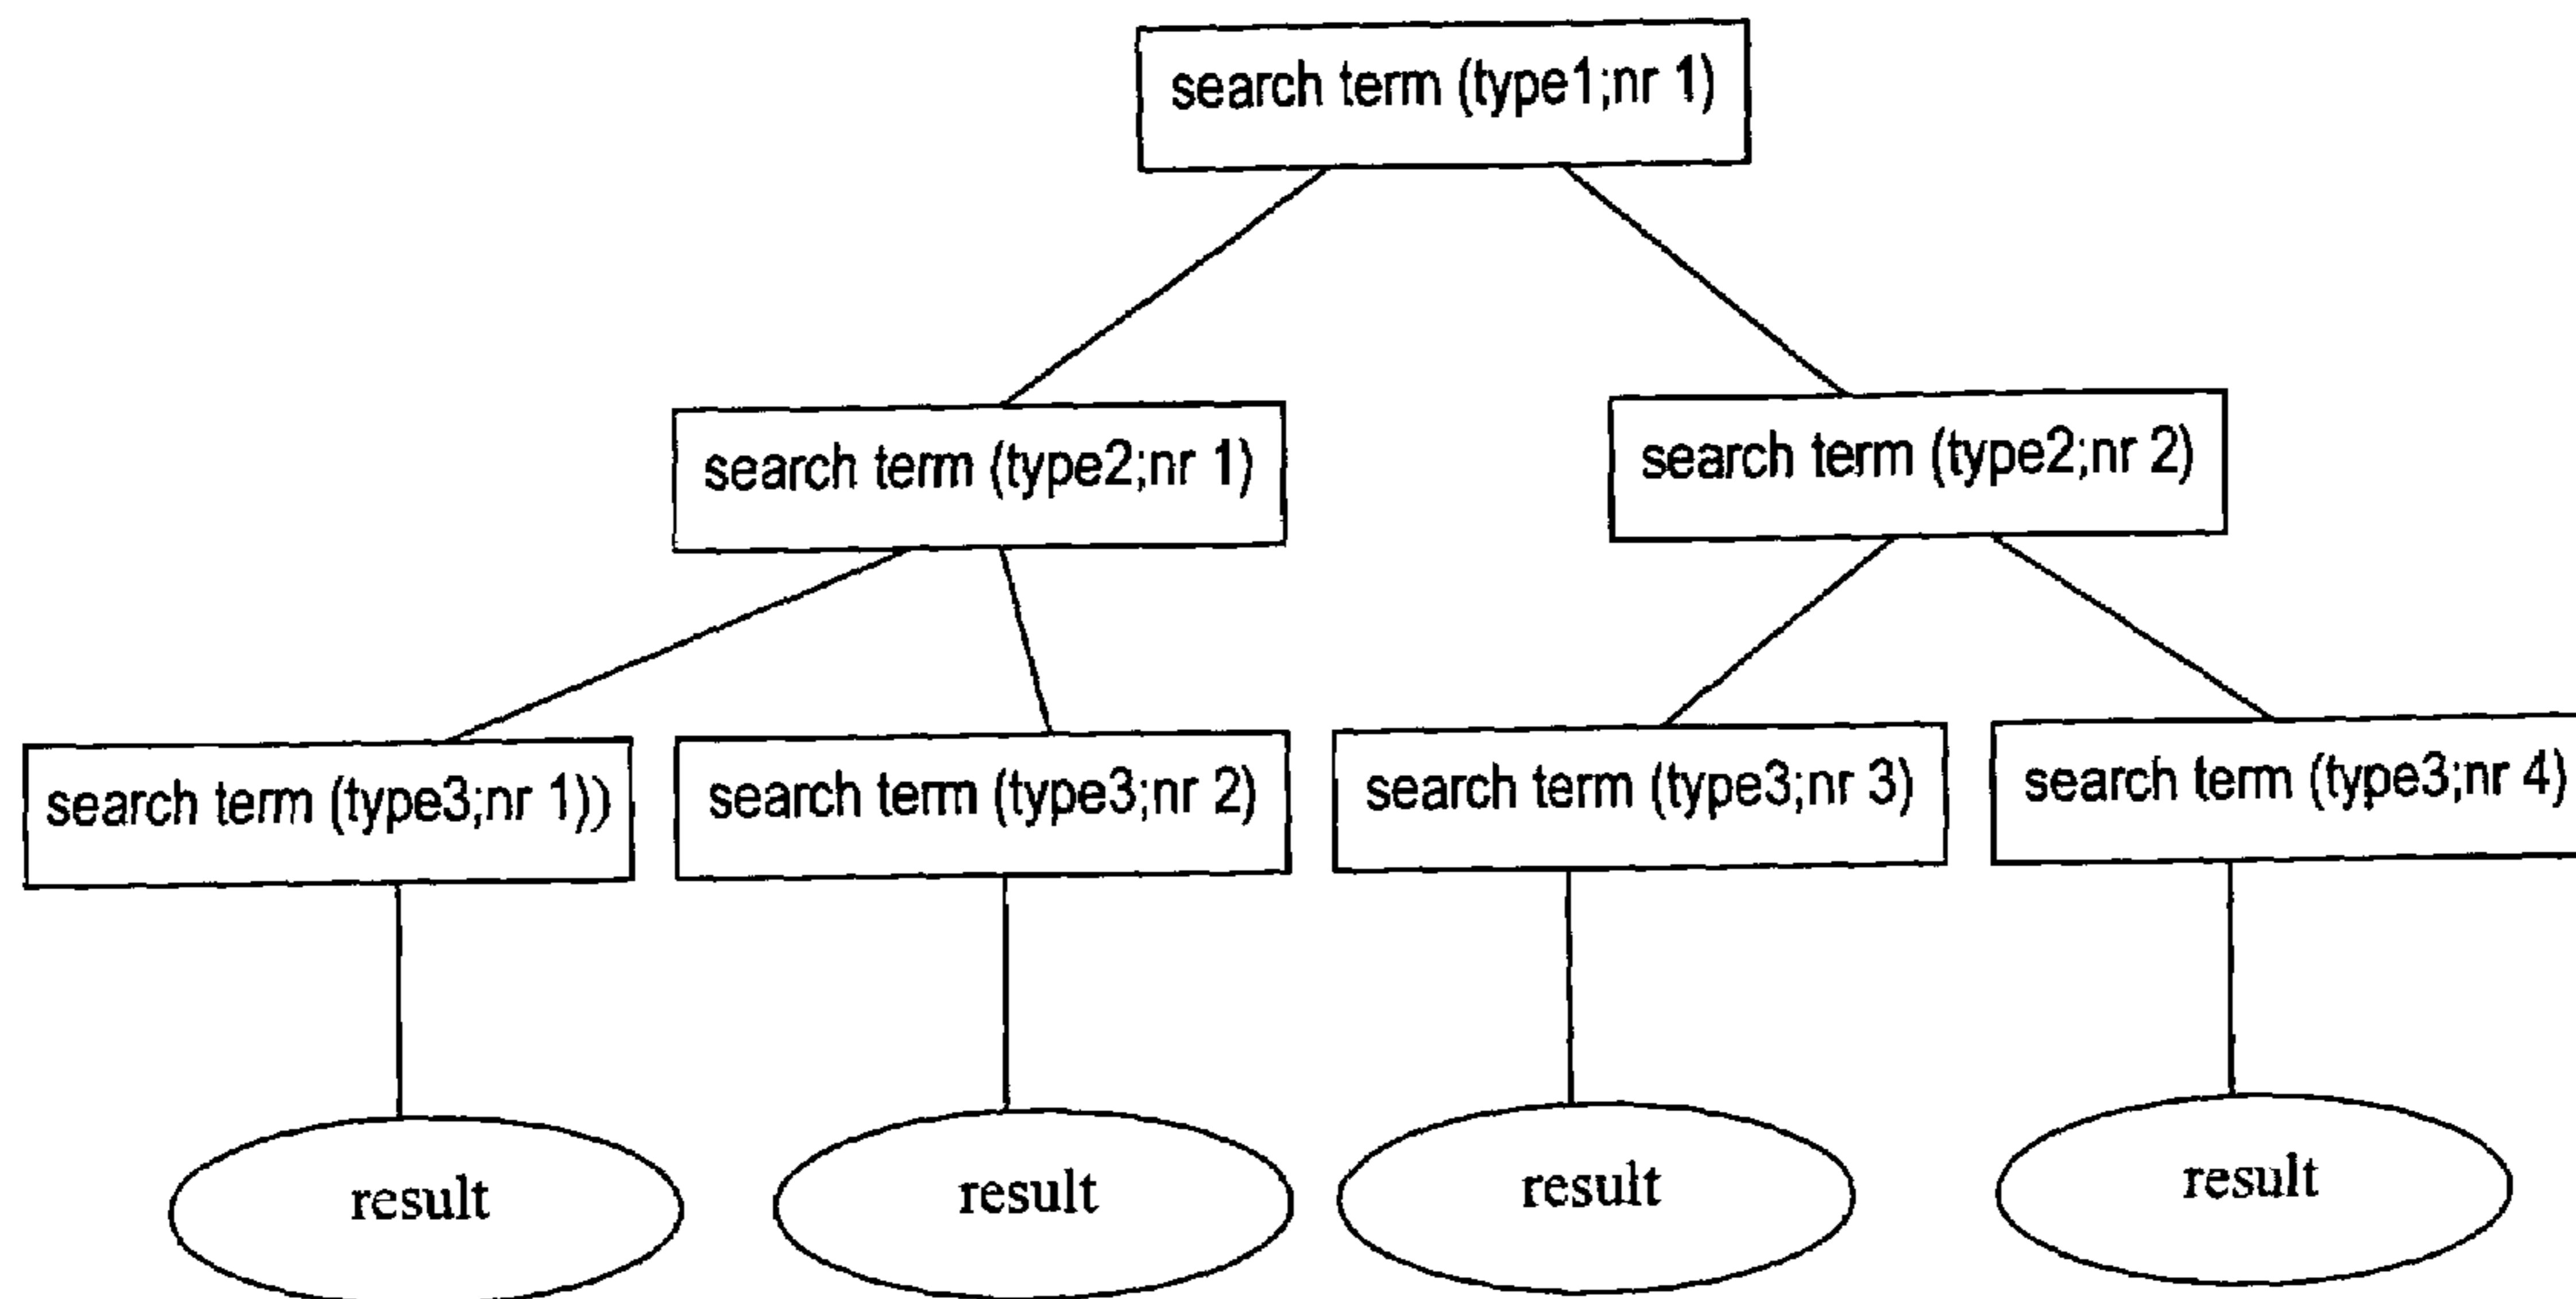 search term (type1;nr 1)
search term (type2;nr 1)
search term (type2;nr 2)
search term (type3;nr 1))
search term (type3;nr 2)
search term (type3;nr 3)
search term (type3;nr 4)
result
result
result
result